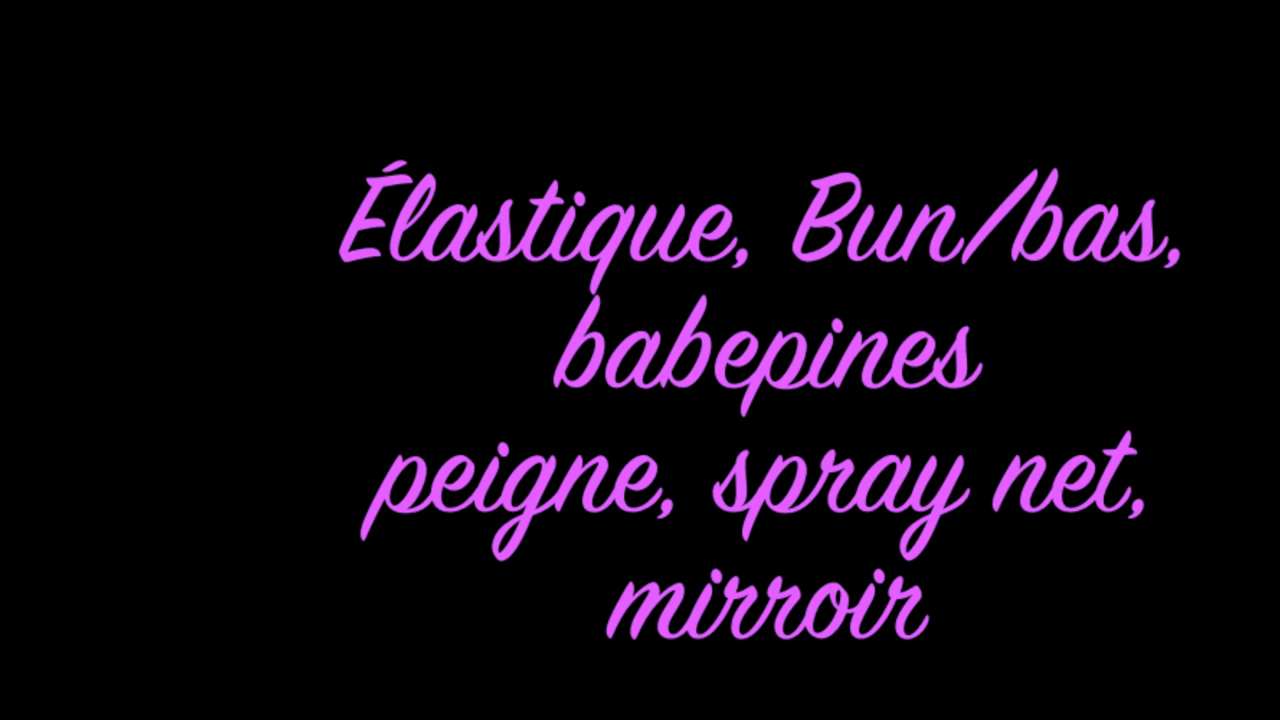 Élastique, Bun/bas,
babepines
peigne, spray net,
mirroir